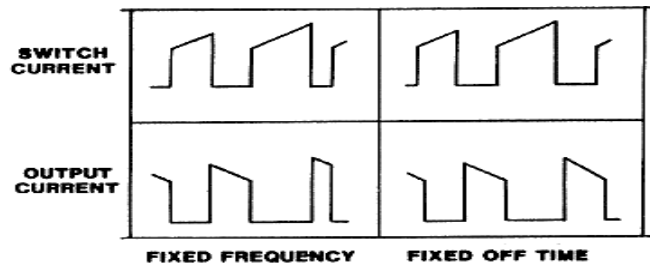 SWITCH
CURRENT
OUTPUT
CURRENT
FIXED FREQUENCY
FIXED OFF TIME